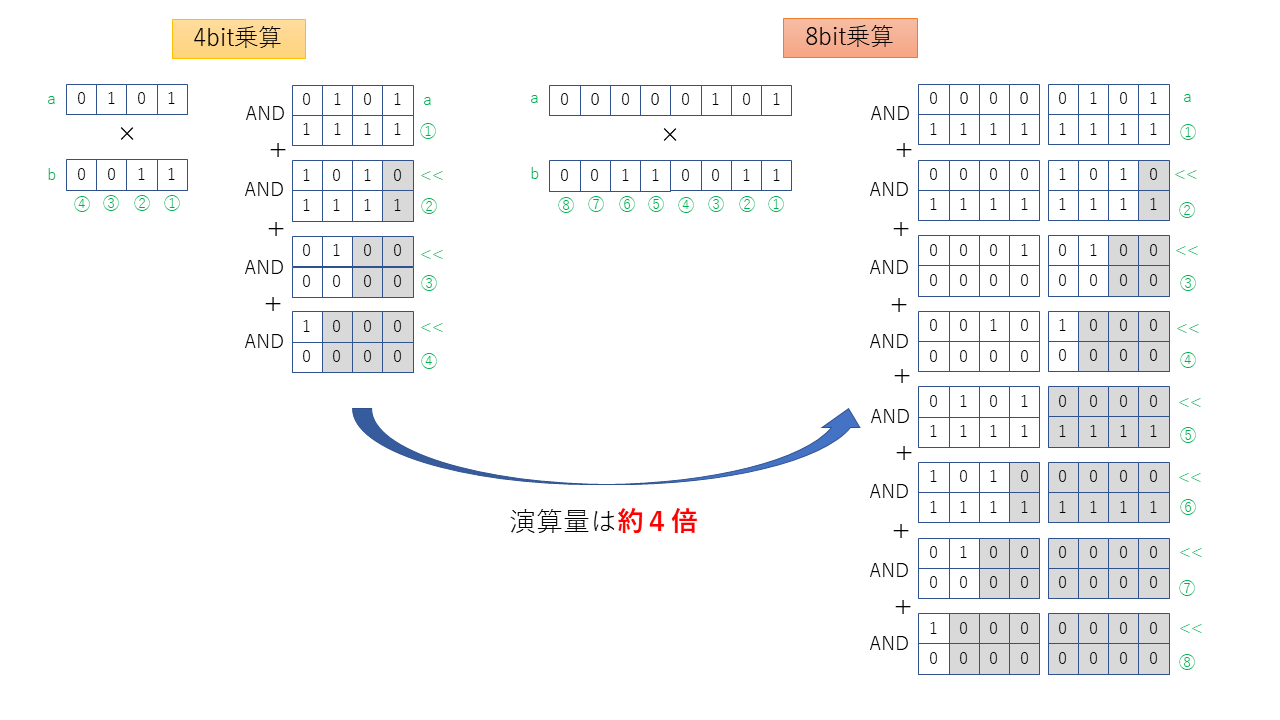 4bit乗算
a 0 1 0 1
×
b 0 0 1 1
④ ③ ② ①
AND 0 1 0 1 a
1 1 1 1 ①
+
AND 1 0 1 0 <<
1 1 1 1 ②
+
AND 0 1 0 0 <<
0 0 0 0 ③
+
AND 1 0 0 0 <<
0 0 0 0 ④
8bit乗算
a 0 0 0 0 0 1 0 1
×
b 0 0 1 1 0 0 1 1
⑧ ⑦ ⑥ ⑤ ④ ③ ② ①
AND 0 0 0 0 0 1 0 1 a
1 1 1 1 1 1 1 1 ①
+
AND 0 0 0 0 1 0 1 0 <<
1 1 1 1 1 1 1 1 ②
+
AND 0 0 0 1 0 1 0 0 <<
0 0 0 0 0 0 0 0 ③
+
AND 0 0 1 0 1 0 0 0 <<
0 0 0 0 0 0 0 0 ④
+
AND 0 1 0 1 0 0 0 0 <<
1 1 1 1 1 1 1 1 ⑤
+
AND 1 0 1 0 0 0 0 0 <<
1 1 1 1 1 1 1 1 ⑥
+
AND 0 1 0 0 0 0 0 0 <<
0 0 0 0 0 0 0 0 ⑦
+
AND 1 0 0 0 0 0 0 0 <<
0 0 0 0 0 0 0 0 ⑧
演算量は約４倍